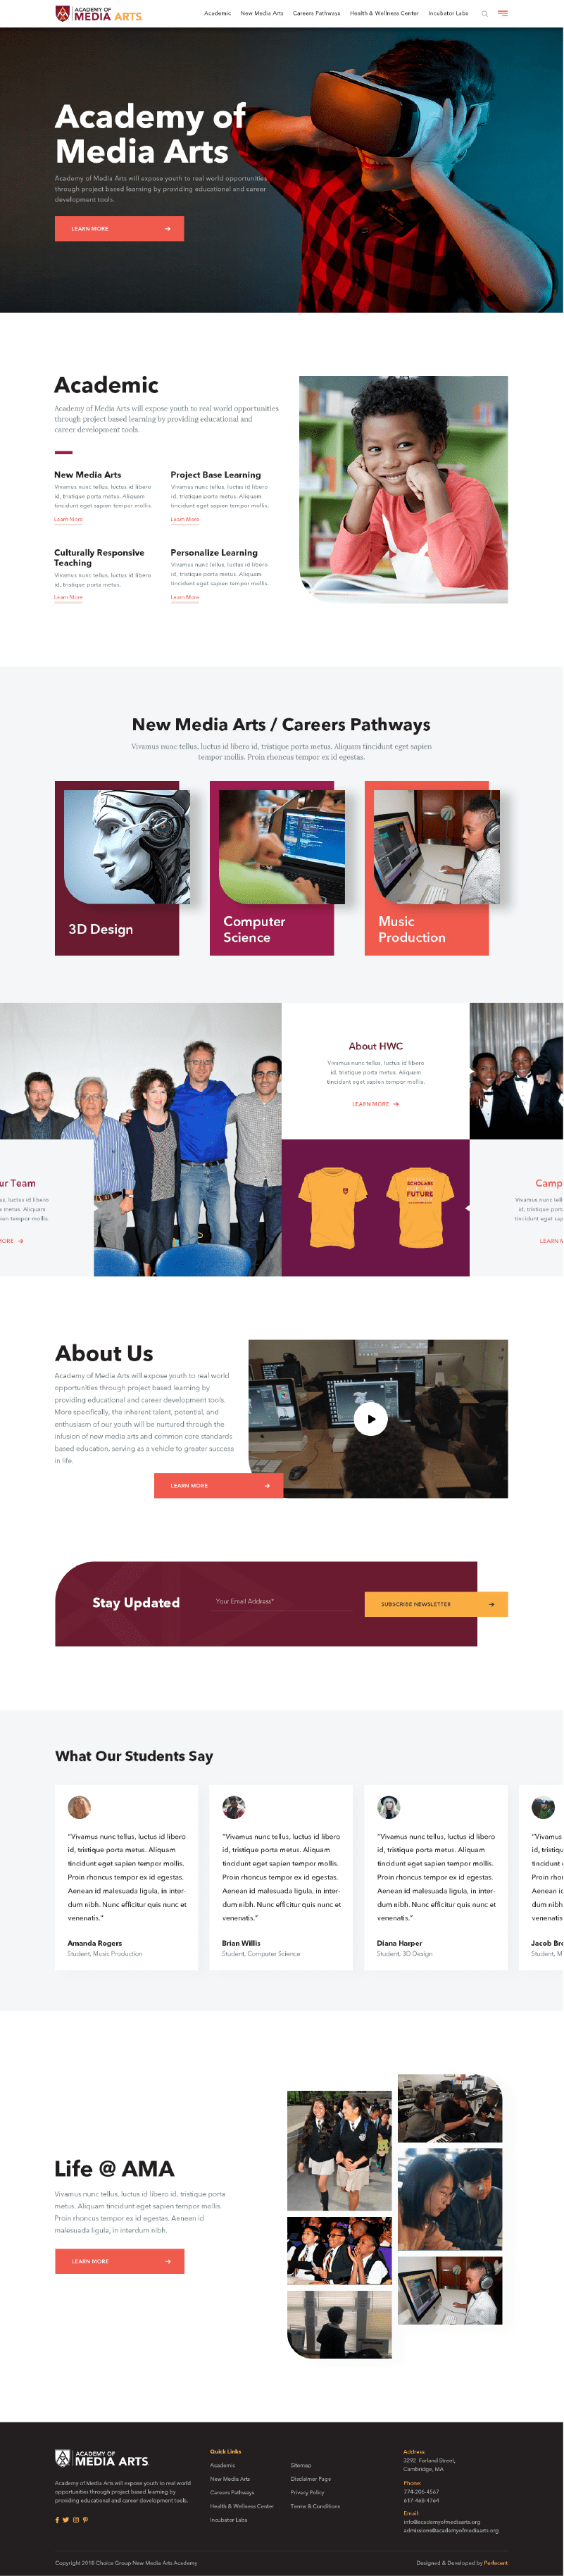 ACADEMY OF
MEDIA ARTS
Academic New Media Arts Careers Pathways Health & Wellness Center Incubator Labs
Academy of
Media Arts
Academy of Media Arts will expose youth to real world opportunities
through project based learning by providing educational and career
development tools.
LEARN MORE
Academic
Academy of Media Arts will expose youth to real world opportunities
through project based learning by providing educational and
career development tools.
New Media Arts
Vivamus nunc tellus, luctus id libero
id, tristique porta metus. Aliquam
tincidunt eget sapien tempor mollis.
Learn More
Project Base Learning
Vivamus nunc tellus, luctus id libero
id, tristique porta metus. Aliquam
tincidunt eget sapien tempor mollis.
Learn More
Culturally Responsive
Teaching
Vivamus nunc tellus, luctus id libero
id, tristique porta metus.
Learn More
Personalize Learning
Vivamus nunc tellus, luctus id libero
id, tristique porta metus. Aliquam
tincidunt eget sapien tempor mollis.
Learn More
New Media Arts / Careers Pathways
Vivamus nunc tellus, luctus id libero id, tristique porta metus. Aliquam tincidunt eget sapien
tempor mollis. Proin rhoncus tempor ex id egestas.
3D Design
Computer
Science
Music
Production
About HWC
Vivamus nunc tellus, luctus id libero
id, tristique porta metus. Aliquam
tincidunt eget sapien tempor mollis.
LEARN MORE
ur Team
us, luctus id libero
a metus. Aliquam
ien tempor mollis.
MORE
SCHOLARS
FUTURE
Camp
Vivamus nunc tell
id, tristique port
tincidunt eget sap
LEARN M
About Us
Academy of Media Arts will expose youth to real world
opportunities through project based learning by
providing educational and career development tools.
More specifically, the inherent talent, potential, and
enthusiasm of our youth will be nurtured through the
infusion of new media arts and common core standards
based education, serving as a vehicle to greater success
in life.
LEARN MORE
Stay Updated
Your Email Address*
SUBSCRIBE NEWSLETTER
What Our Students Say
"Vivamus nunc tellus, luctus id libero
id, tristique porta metus. Aliquam
tincidunt eget sapien tempor mollis.
Proin rhoncus tempor ex id egestas.
Aenean id malesuada ligula, in inter-
dum nibh. Nunc efficitur quis nunc et
venenatis."
Amanda Rogers
Student, Music Production
"Vivamus nunc tellus, luctus id libero
id, tristique porta metus. Aliquam
tincidunt eget sapien tempor mollis.
Proin rhoncus tempor ex id egestas.
Aenean id malesuada ligula, in inter-
dum nibh. Nunc efficitur quis nunc et
venenatis."
Brian Willis
Student, Computer Science
"Vivamus nunc tellus, luctus id libero
id, tristique porta metus. Aliquam
tincidunt eget sapien tempor mollis.
Proin rhoncus tempor ex id egestas.
Aenean id malesuada ligula, in inter-
dum nibh. Nunc efficitur quis nunc et
venenatis."
Diana Harper
Student, 3D Design
"Vivamus
id, tristiqu
tincidunt e
Proin rhor
Aenean id
dum nibh
venenatis
Jacob Bro
Student, M
Life @ AMA
Vivamus nunc tellus, luctus id libero id, tristique porta
metus. Aliquam tincidunt eget sapien tempor mollis.
Proin rhoncus tempor ex id egestas. Aenean id
malesuada ligula, in interdum nibh.
LEARN MORE
ACADEMY OF
MEDIA ARTS
Academy of Media Arts will expose youth to real world
opportunities through project based learning by
providing educational and career development tools.
Quick Links
Academic
New Media Arts
Careers Pathways
Health & Wellness Center
Incubator Labs
Sitemap
Disclaimer Page
Privacy Policy
Terms & Conditions
Address:
3292 Farland Street,
Cambridge, MA
Phone:
774-206-4567
617-468-4764
Email:
info@academyofmediaarts.org
admissions@academyofmediaarts.org
Copyright 2018 Choice Group New Media Arts Academy
Designed & Developed by Perfocent